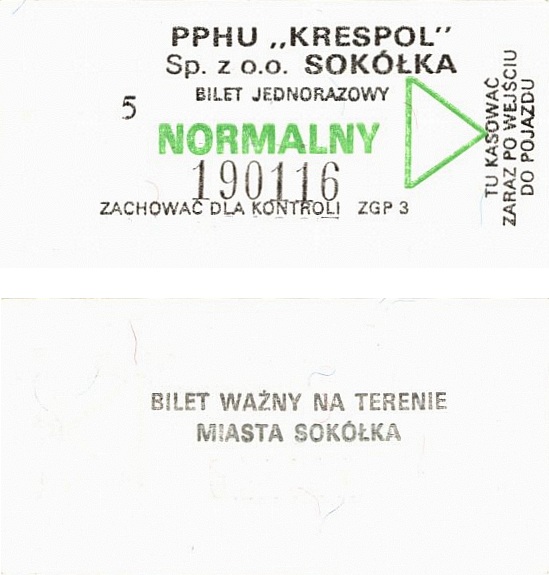 PPHU „KRESPOL”
Sp. z o.o. SOKÓŁKA
BILET JEDNORAZOWY
5
NORMALNY
190116
ZACHOWAĆ DLA KONTROLI ZGP 3
TU KASOWAĆ
ZARAZ PO WEJŚCIU
DO POJAZDU
BILET WAŻNY NA TERENIE
MIASTA SOKÓŁKA